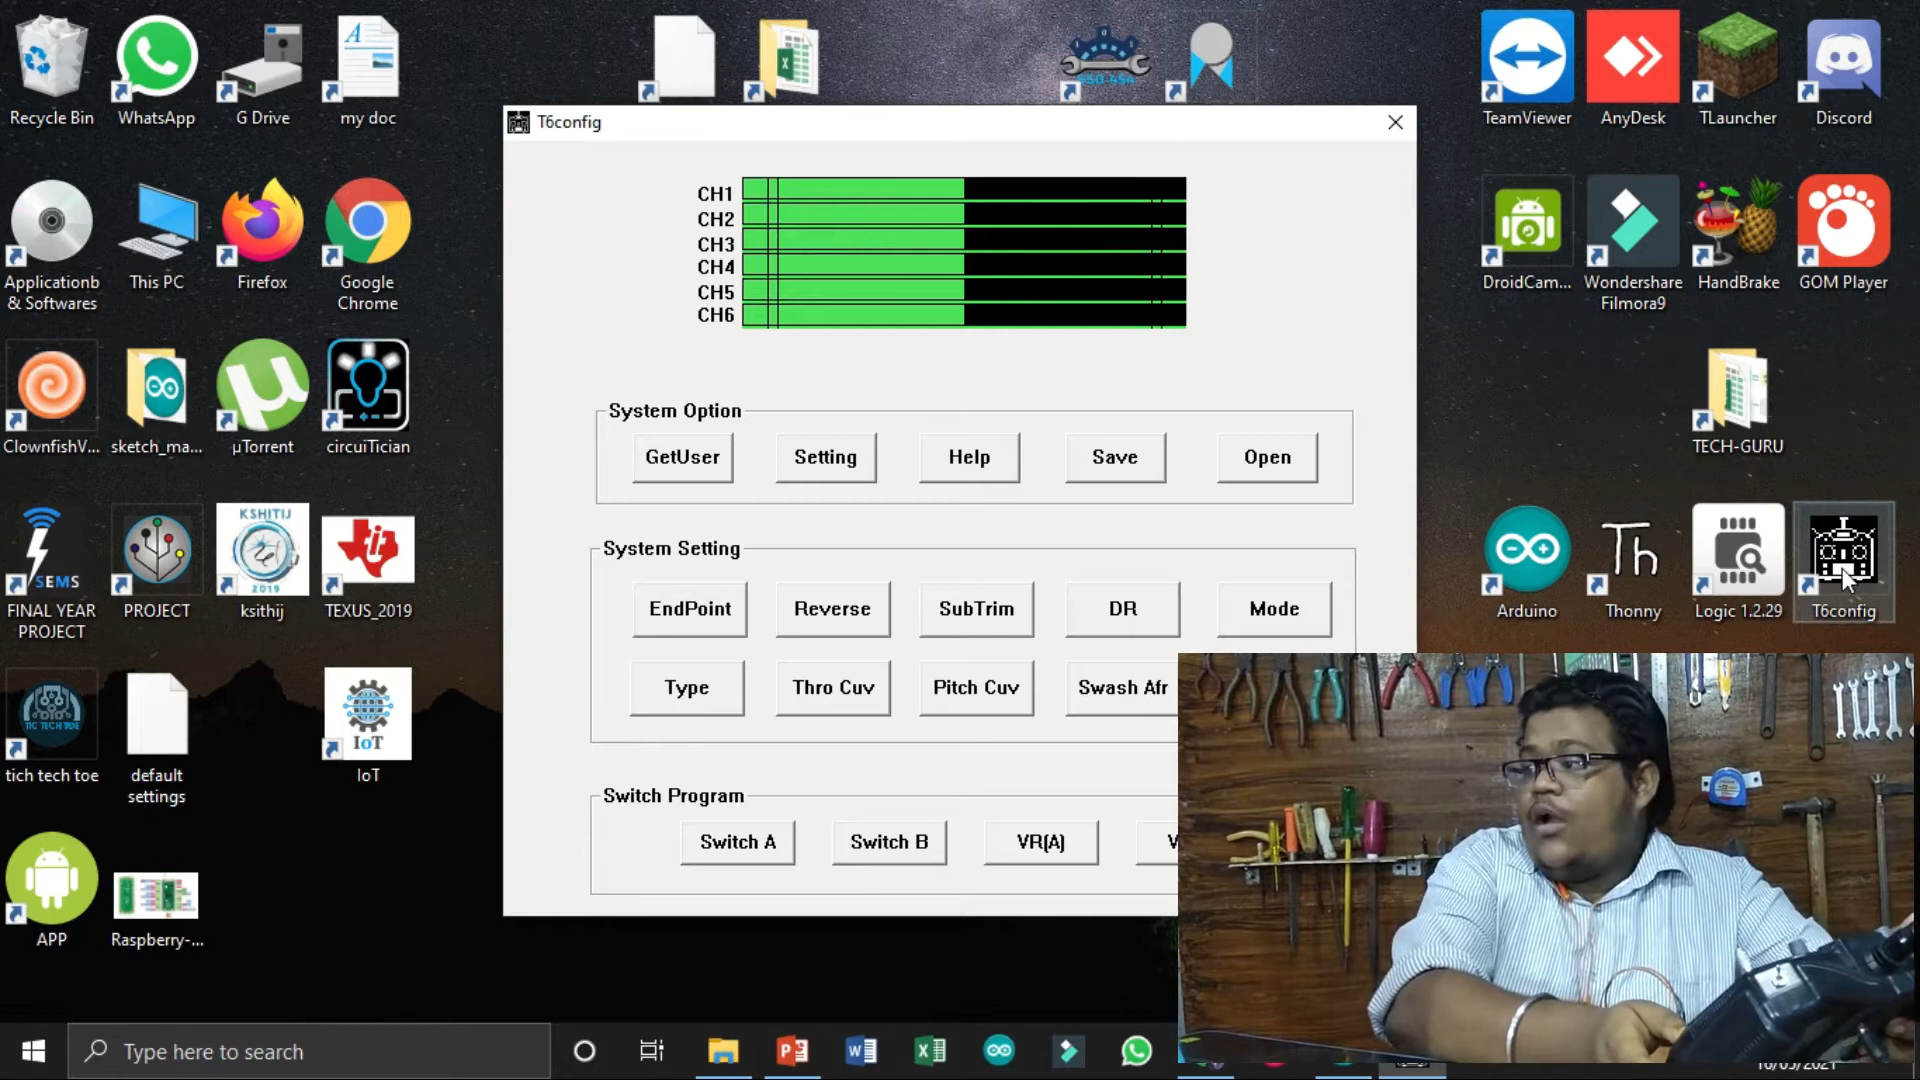 Recycle Bin
WhatsApp
G Drive
my doc
TeamViewer
AnyDesk
TLauncher
Discord
T6config
CH1
CH2
CH3
CH4
CH5
CH6
Applicationb
& Softwares
This PC
Firefox
Google
Chrome
DroidCam...
Wondershare
Filmora9
HandBrake
GOM Player
System Option
GetUser
Setting
Help
Save
Open
ClownfishV...
sketch_ma...
µTorrent
circuiTician
TECH-GURU
System Setting
EndPoint
Reverse
SubTrim
DR
Mode
Type
Thro Cuv
Pitch Cuv
Swash Afr
SEMS
KSHITIJ
2019
FINAL YEAR
PROJECT
PROJECT
ksithij
TEXUS_2019
Arduino
Th
Thonny
Logic 1.2.29
T6config
Switch Program
Switch A
Switch B
VR(A)
V
TIC TECH TOE
tich tech toe
default
settings
IoT
IoT
APP
Raspberry-...
Type here to search